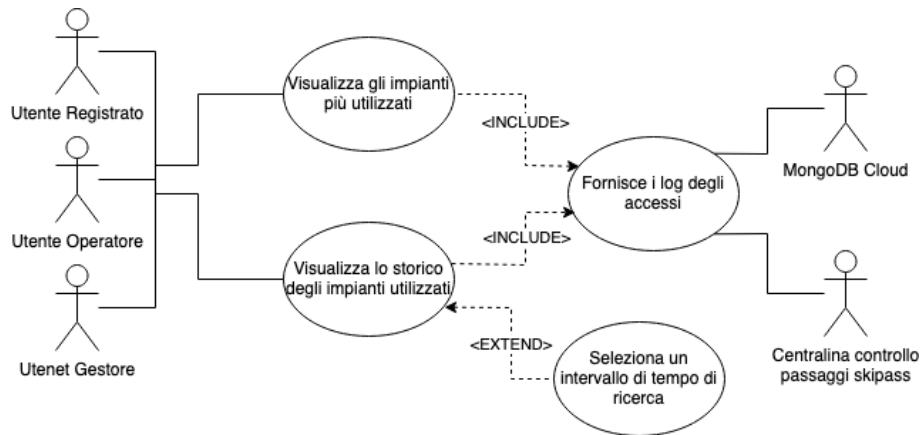 Utente Registrato
Utente Operatore
Utenet Gestore
Visualizza gli impianti
più utilizzati
Visualizza lo storico
degli impianti utilizzati
<INCLUDE>
<INCLUDE>
<EXTEND>
Fornisce i log degli
accessi
Seleziona un
intervallo di tempo di
ricerca
MongoDB Cloud
Centralina controllo
passaggi skipass